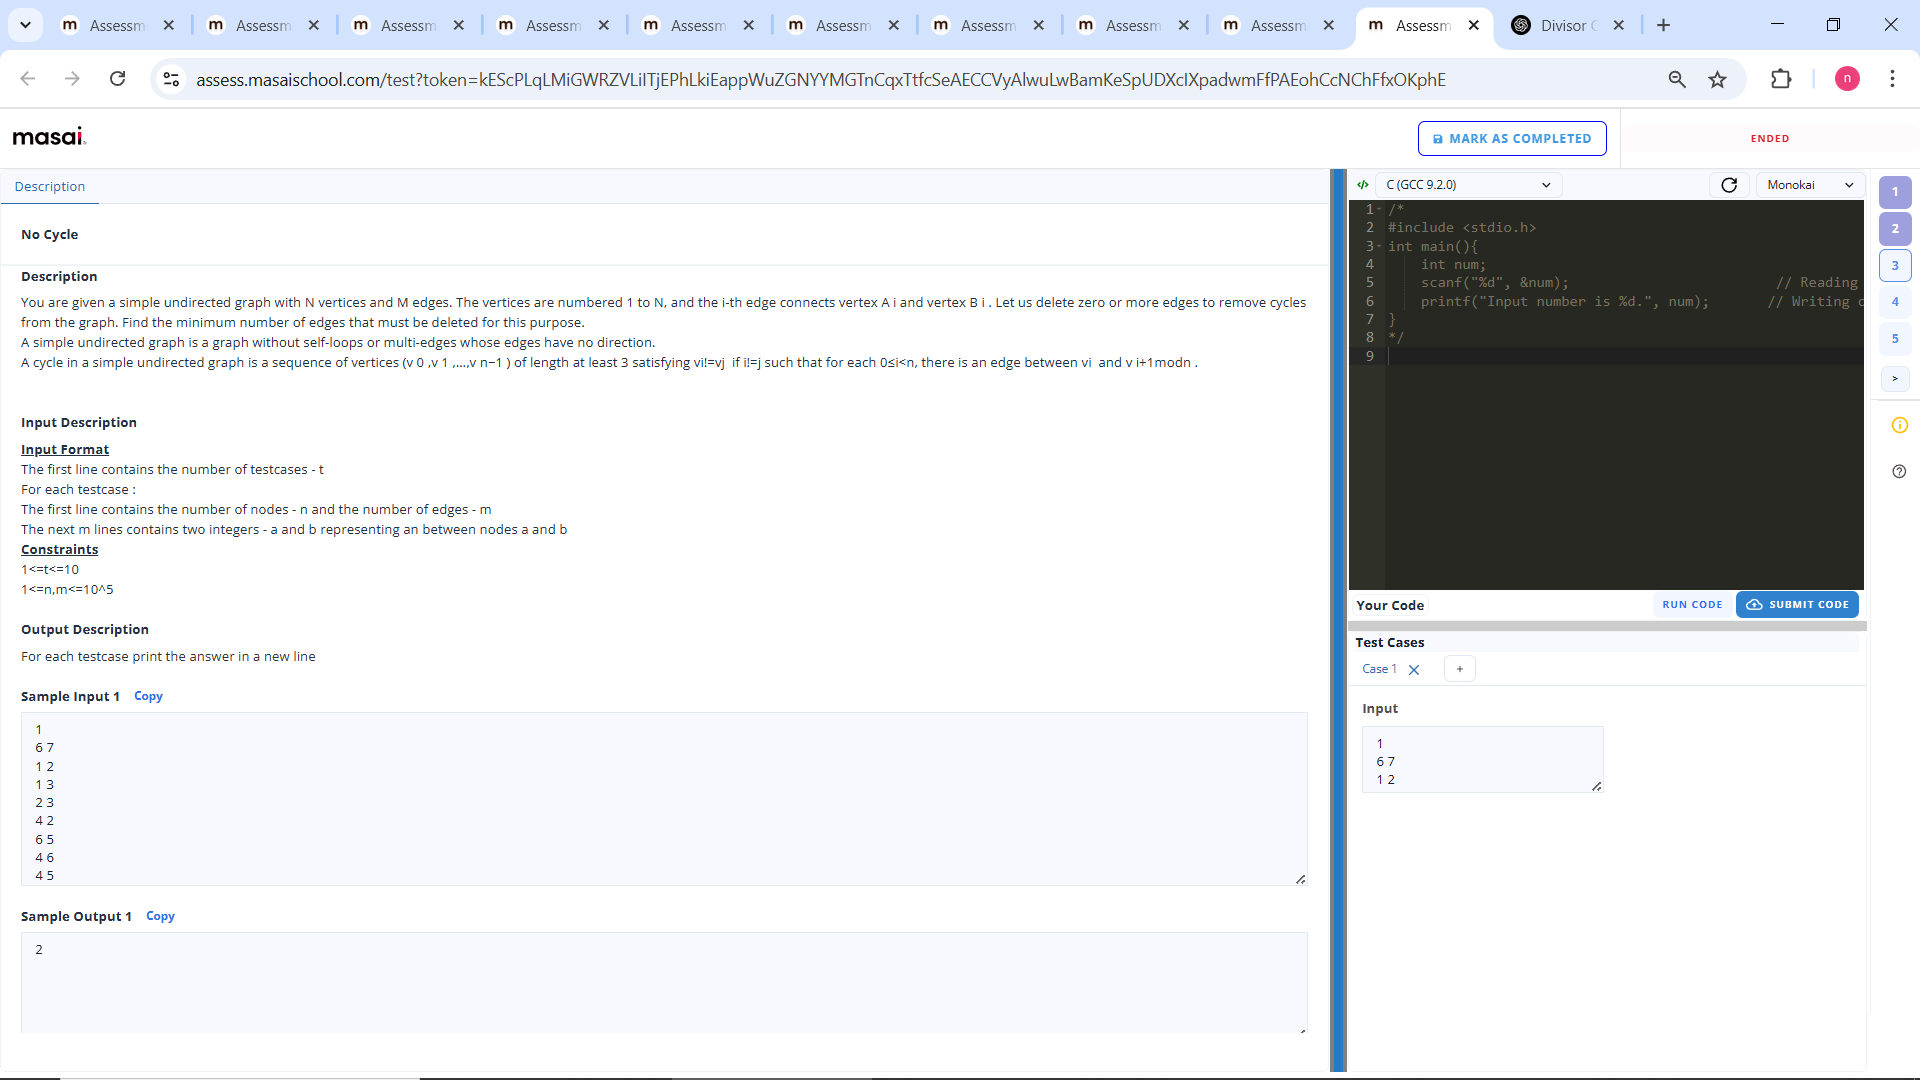 Assessm
Assessm
Assessm
Assessm
Assessm
Assessm
Assessm
Assessm
Assessm
Assessm
Divisor
assess.masaischool.com/test?token=kEScPLqLMiGWRZVLiITjEPhLkiEappWuZGNYYMGTnCqxTtfcSeAECCVyAlwuLwBamKeSpUDXcIXpadwmFfPAEohCcNChFfxOKphE
n
masai.
MARK AS COMPLETED
ENDED
Description
No Cycle
Description
You are given a simple undirected graph with N vertices and M edges. The vertices are numbered 1 to N, and the i-th edge connects vertex A i and vertex B i . Let us delete zero or more edges to remove cycles
from the graph. Find the minimum number of edges that must be deleted for this purpose.
A simple undirected graph is a graph without self-loops or multi-edges whose edges have no direction.
A cycle in a simple undirected graph is a sequence of vertices (v 0 ,v 1 ,…,v n−1 ) of length at least 3 satisfying vi!=vj  if i!=j such that for each 0≤i<n, there is an edge between vi  and v i+1modn .
Input Description
Input Format
The first line contains the number of testcases - t
For each testcase :
The first line contains the number of nodes - n and the number of edges - m
The next m lines contains two integers - a and b representing an between nodes a and b
Constraints
1<=t<=10
1<=n,m<=10^5
Output Description
For each testcase print the answer in a new line
Sample Input 1 Copy
1
6 7
1 2
1 3
2 3
4 2
6 5
4 6
4 5
Sample Output 1 Copy
2
C (GCC 9.2.0)
Monokai
1 /*
2 #include <stdio.h>
3 int main(){
4 int num;
5 scanf("%d", &num); // Reading
6 printf("Input number is %d.", num); // Writing
7 }
8 */
9
Your Code
RUN CODE
SUBMIT CODE
Test Cases
Case 1
+
Input
1
6 7
1 2
1
2
3
4
5
>